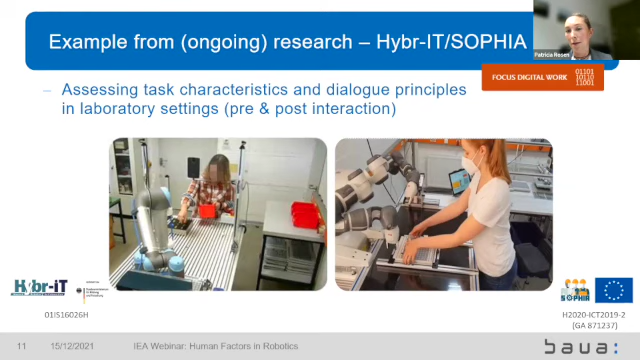 Example from (ongoing) research – Hybr-IT/SOPHIA
Patricia Rosen
FOCUS DIGITAL WORK
01101
10110
11001
– Assessing task characteristics and dialogue principles
in laboratory settings (pre & post interaction)
Hybr-iT
SOPHIA
01IS16026H
H2020-ICT2019-2
(GA 871237)
11
15/12/2021
IEA Webinar: Human Factors in Robotics
baua: